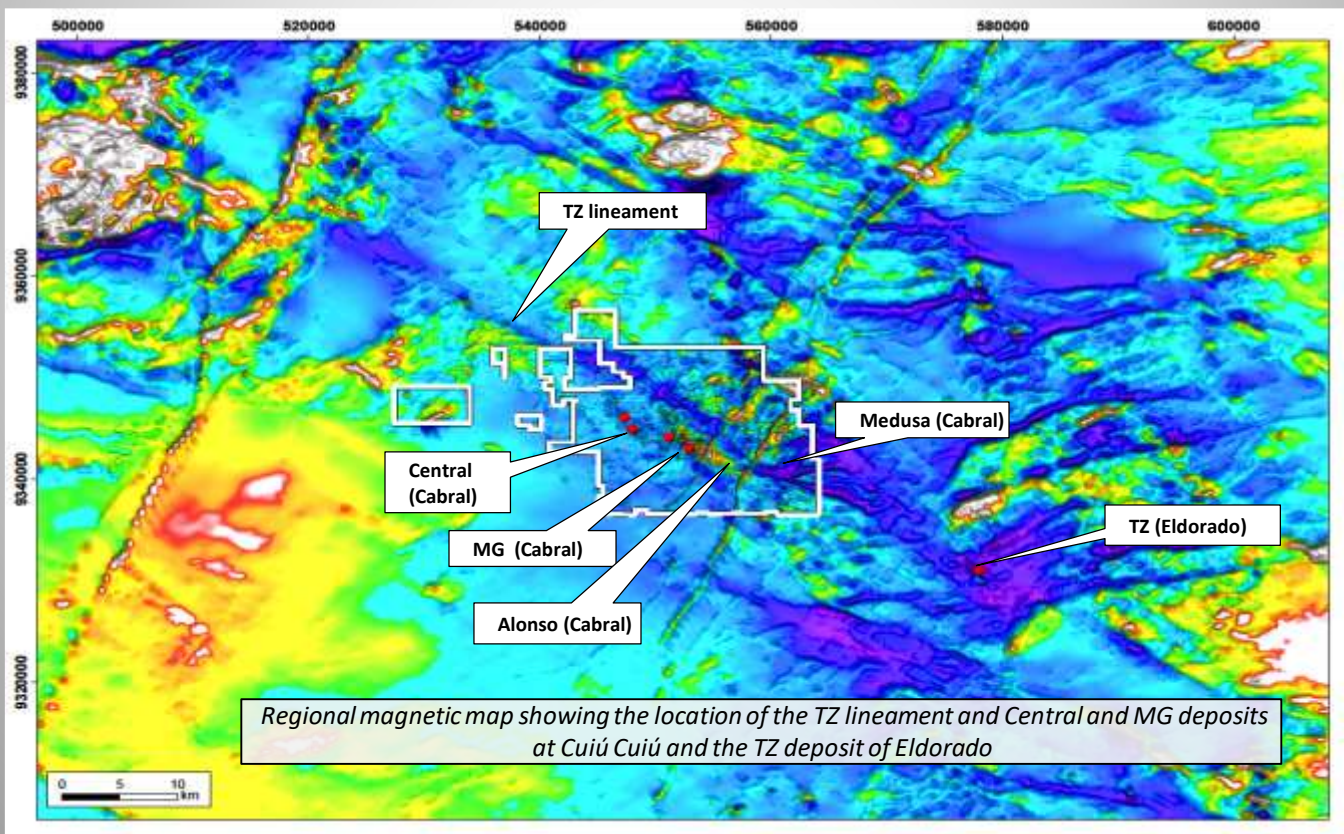 500000 520000 540000 560000 580000 600000
9380000
9360000
9340000
9320000
TZ lineament
Medusa (Cabral)
Central
(Cabral)
TZ (Eldorado)
MG (Cabral)
Alonso (Cabral)
Regional magnetic map showing the location of the TZ lineament and Central and MG deposits
at Cuiú Cuiú and the TZ deposit of Eldorado
0 5 10
km